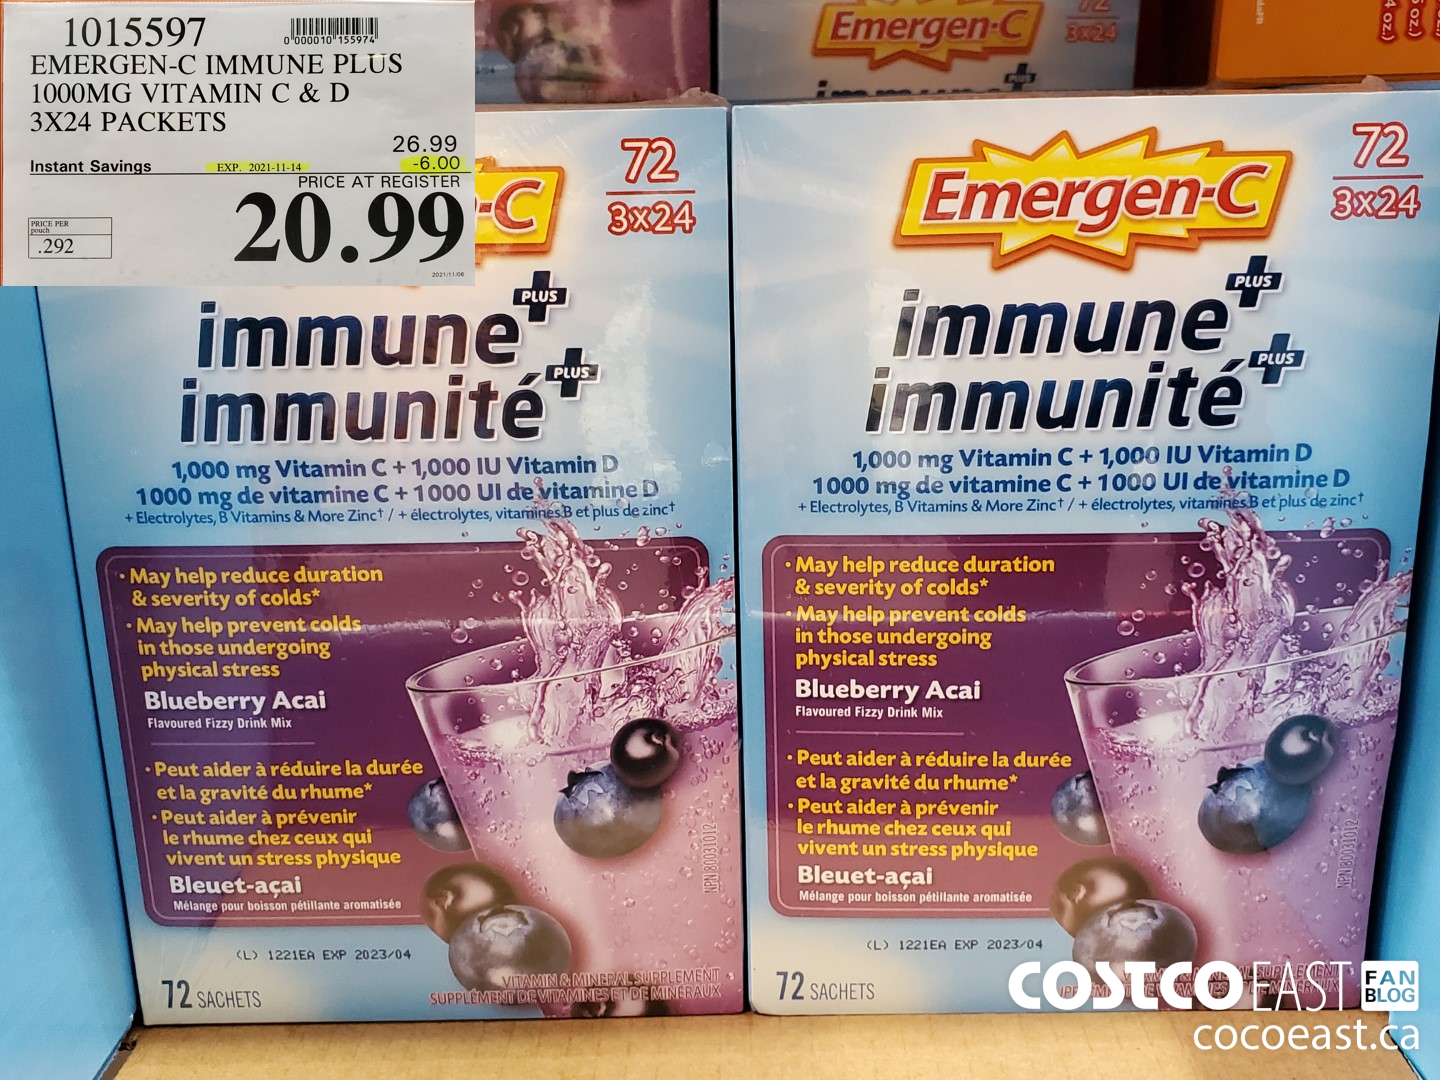 1015597
0 000010 155974
EMERGEN-C IMMUNE PLUS
1000MG VITAMIN C & D
3X24 PACKETS
26.99
Instant Savings EXP. 2021-11-14 -6.00
PRICE AT REGISTER
20.99
PRICE PER
pouch
.292
2021/11/08
Emergen-C
72
3x24
-C
72
3x24
immune PLUS +
immunité PLUS +
1,000 mg Vitamin C + 1,000 IU Vitamin D
1000 mg de vitamine C + 1000 UI de vitamine D
+ Electrolytes, B Vitamins & More Zinc† / + électrolytes, vitamines B et plus de zinc†
• May help reduce duration
& severity of colds*
• May help prevent colds
in those undergoing
physical stress
Blueberry Acai
Flavoured Fizzy Drink Mix
• Peut aider à réduire la durée
et la gravité du rhume*
• Peut aider à prévenir
le rhume chez ceux qui
vivent un stress physique
Bleuet-açai
Mélange pour boisson pétillante aromatisée
NPN 80031012
(L) 1221EA EXP 2023/04
72 SACHETS
VITAMIN & MINERAL SUPPLEMENT
SUPPLÉMENT DE VITAMINES ET DE MINÉRAUX
Emergen-C
72
3x24
immune PLUS +
immunité PLUS +
1,000 mg Vitamin C + 1,000 IU Vitamin D
1000 mg de vitamine C + 1000 UI de vitamine D
+ Electrolytes, B Vitamins & More Zinc† / + électrolytes, vitamines B et plus de zinc†
• May help reduce duration
& severity of colds*
• May help prevent colds
in those undergoing
physical stress
Blueberry Acai
Flavoured Fizzy Drink Mix
• Peut aider à réduire la durée
et la gravité du rhume*
• Peut aider à prévenir
le rhume chez ceux qui
vivent un stress physique
Bleuet-açai
Mélange pour boisson pétillante aromatisée
NPN 80031012
(L) 1221EA EXP 2023/04
72 SACHETS
COSTCO EAST FAN
BLOG
cocoeast.ca